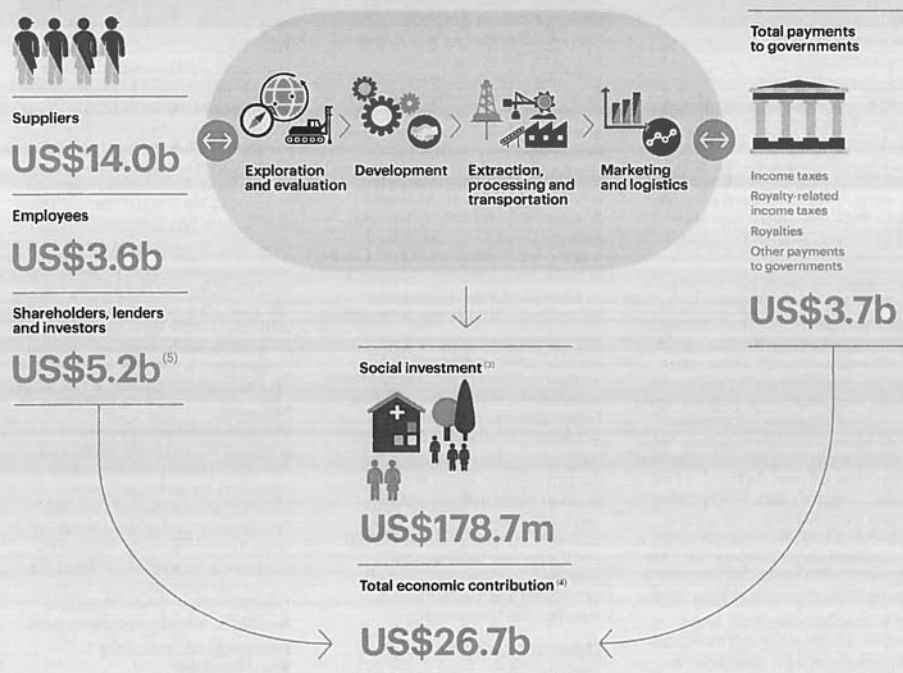 Suppliers
US$14.0b
Employees
US$3.6b
Shareholders, lenders
and investors
US$5.2b (5)
Exploration
and evaluation
Development
Extraction,
processing and
transportation
Marketing
and logistics
Total payments
to governments
Income taxes
Royalty-related
income taxes
Royalties
Other payments
to governments
US$3.7b
Social investment (3)
US$178.7m
Total economic contribution (4)
US$26.7b